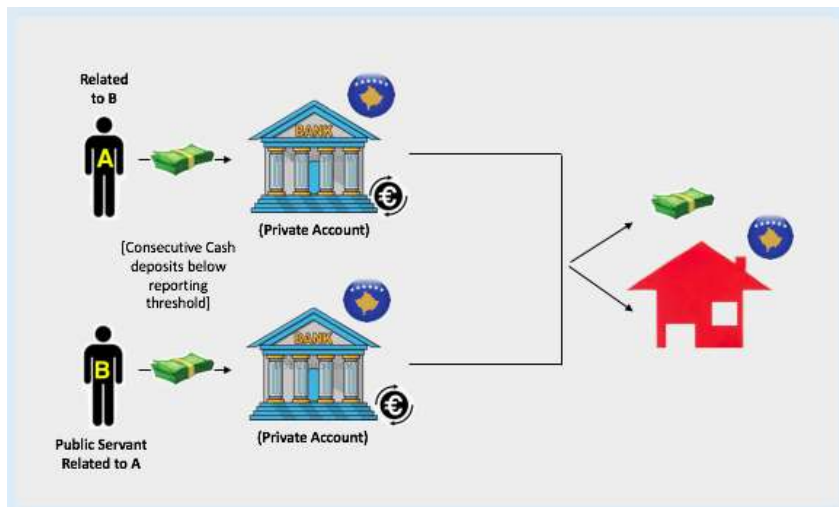 Related
to B
A
BANK
(Private Account)
[Consecutive Cash
deposits below
reporting
threshold]
B
BANK
(Private Account)
Public Servant
Related to A